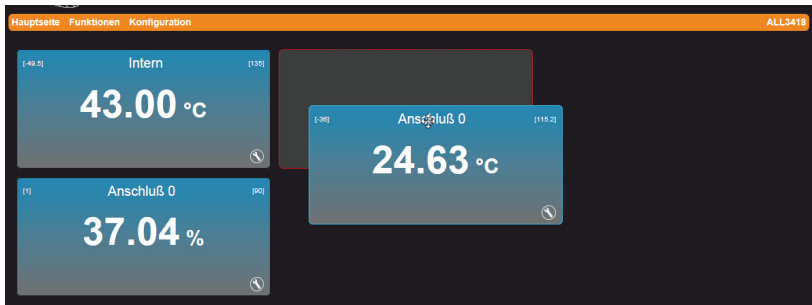 Hauptseite Funktionen Konfiguration ALL3418
[-49.5] Intern [135]
43.00 °C
[-36] Anschluß 0 [115.2]
24.63 °C
[1] Anschluß 0 [90]
37.04 %